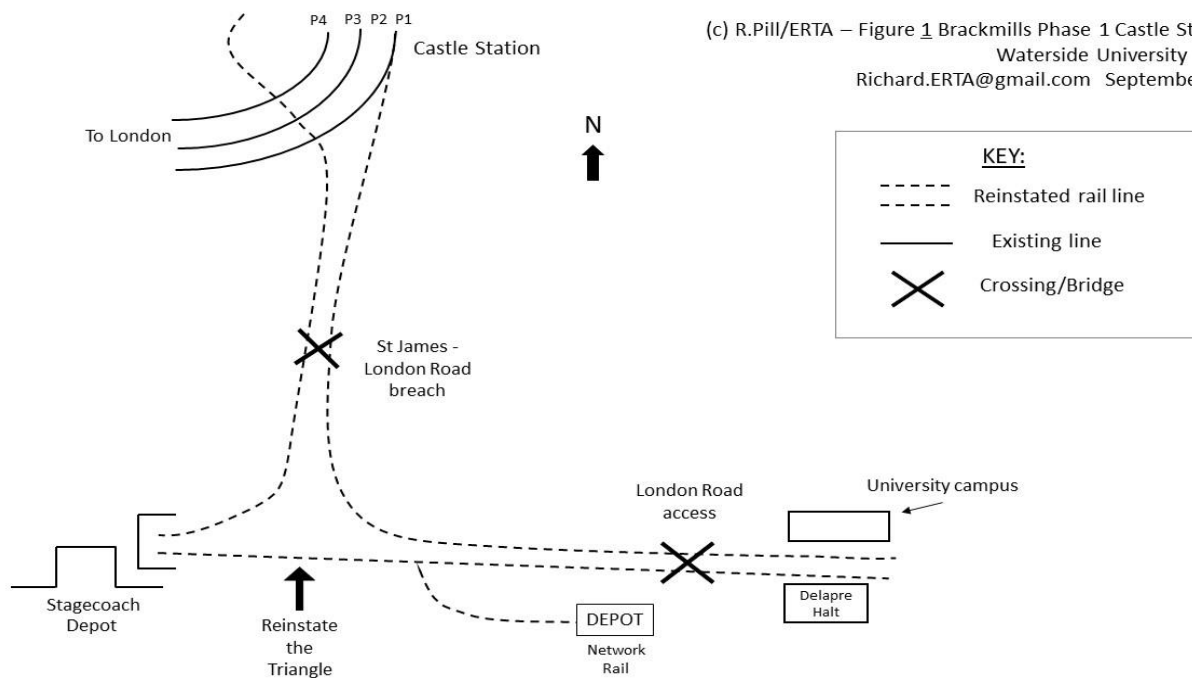 P4 P3 P2 P1
Castle Station
(c) R.Pill/ERTA – Figure 1 Brackmills Phase 1 Castle
Waterside University
Richard.ERTA@gmail.com
To London
N
KEY:
Reinstated rail line
Existing line
Crossing/Bridge
St James -
London Road
breach
London Road
access
University campus
Stagecoach
Depot
Reinstate
the
Triangle
DEPOT
Network
Rail
Delapre
Halt